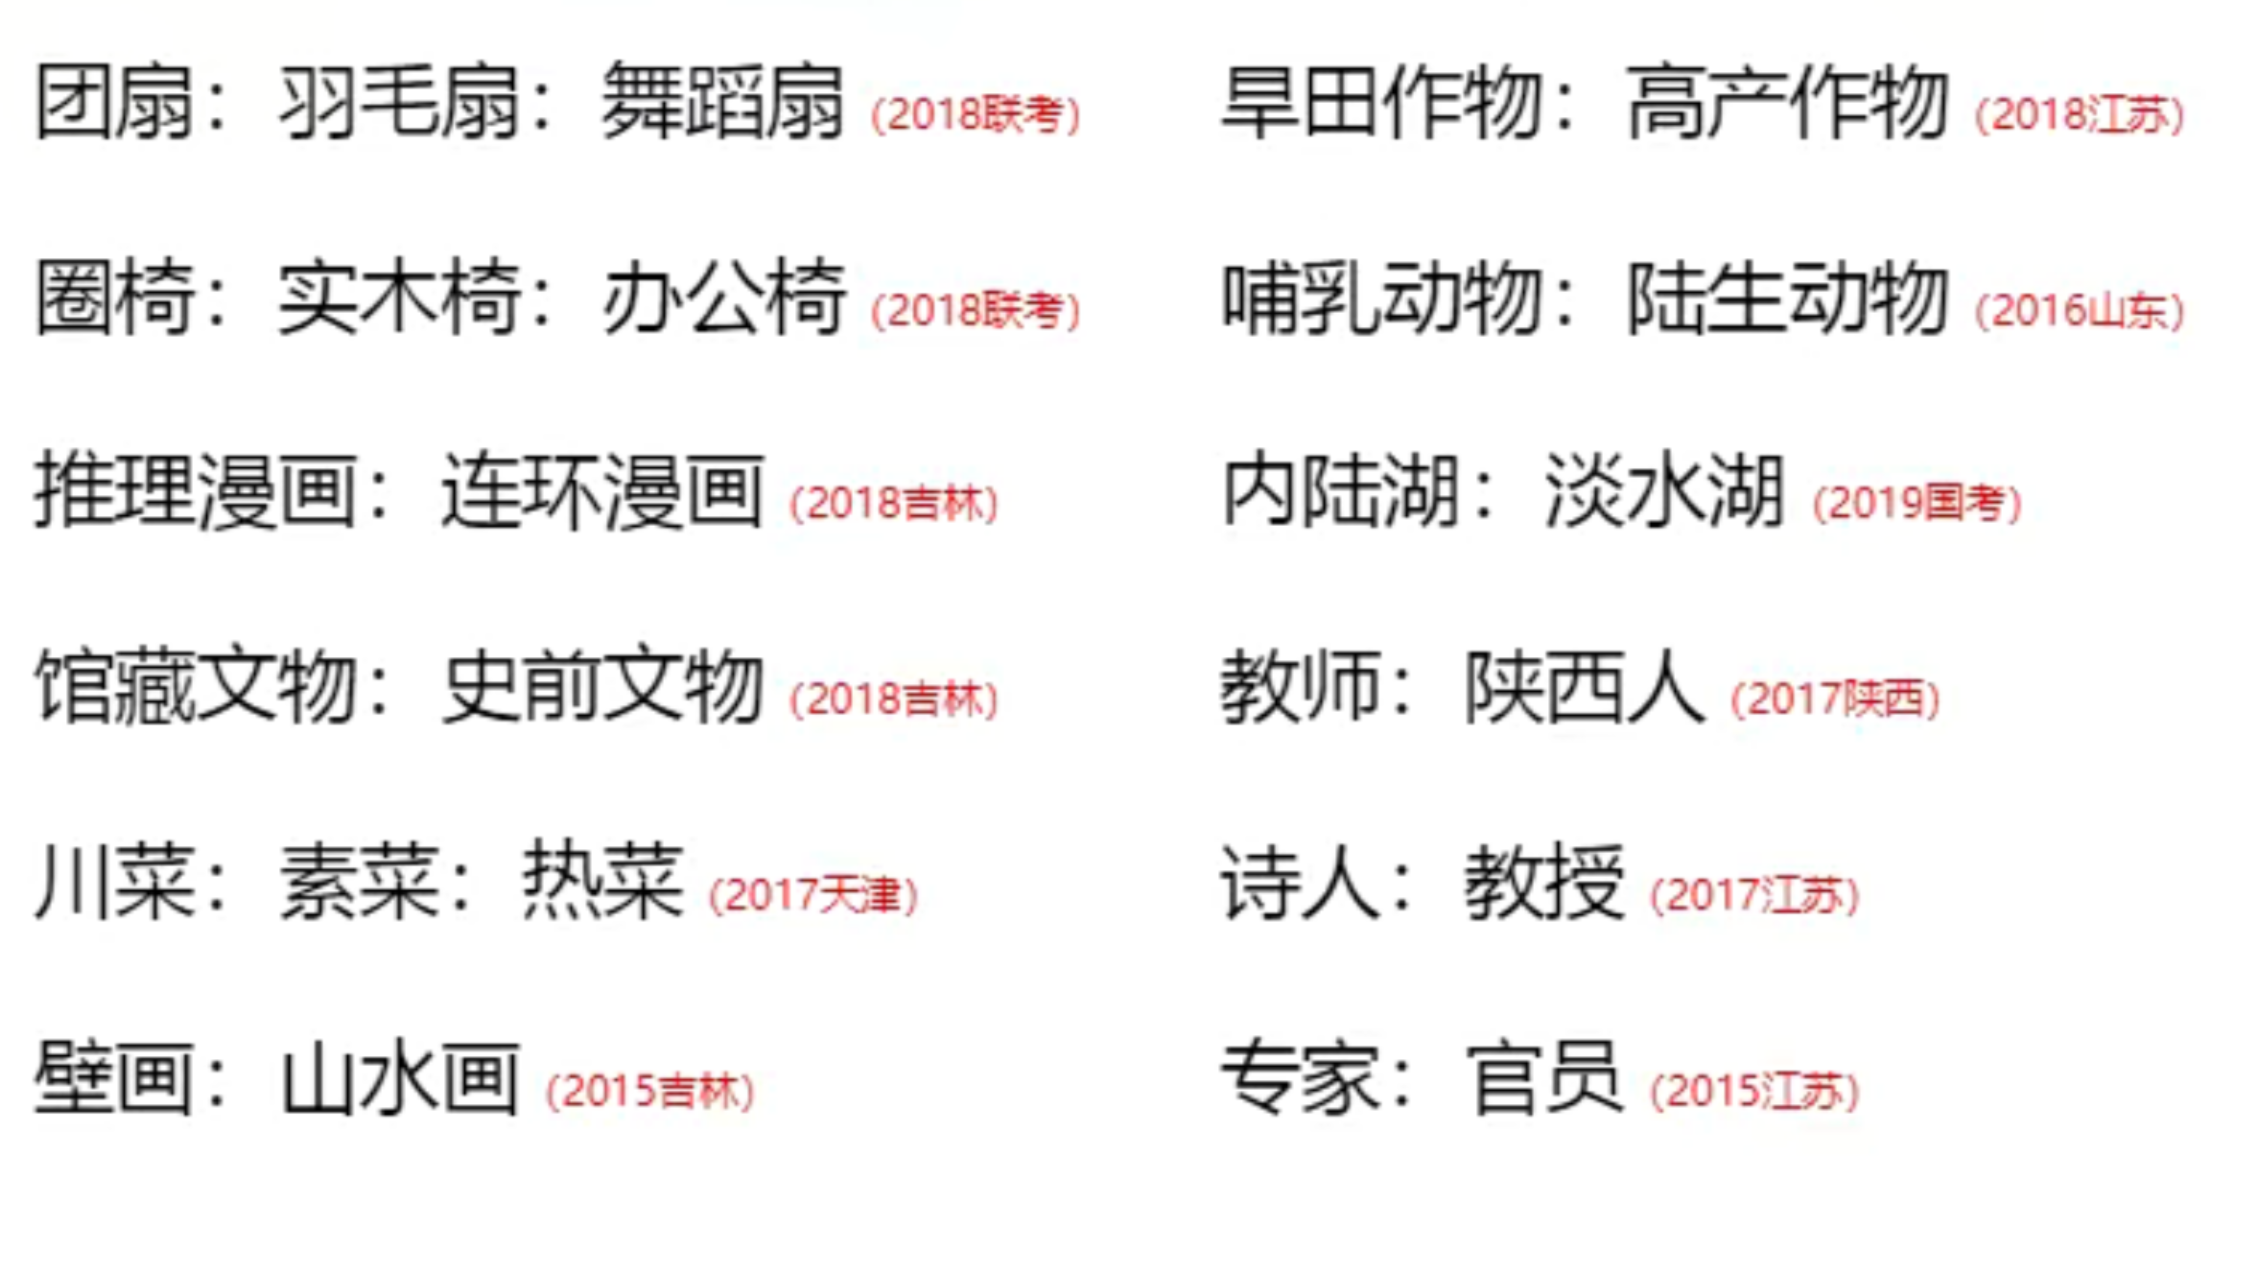 团扇：羽毛扇：舞蹈扇（2018联考）
圈椅：实木椅：办公椅（2018联考）
推理漫画：连环漫画（2018吉林）
馆藏文物：史前文物（2018吉林）
川菜：素菜：热菜（2017天津）
壁画：山水画（2015吉林）
旱田作物：高产作物（2018江苏）
哺乳动物：陆生动物（2016山东）
内陆湖：淡水湖（2019国考）
教师：陕西人（2017陕西）
诗人：教授（2017江苏）
专家：官员（2015江苏）